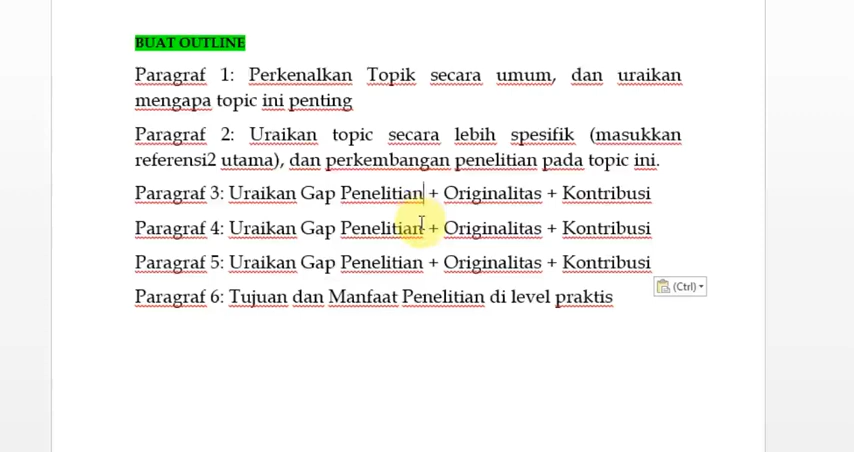 BUAT OUTLINE
Paragraf 1: Perkenalkan Topik secara umum, dan uraikan
mengapa topic ini penting
Paragraf 2: Uraikan topic secara lebih spesifik (masukkan
referensi2 utama), dan perkembangan penelitian pada topic ini.
Paragraf 3: Uraikan Gap Penelitian + Originalitas + Kontribusi
Paragraf 4: Uraikan Gap Penelitian + Originalitas + Kontribusi
Paragraf 5: Uraikan Gap Penelitian + Originalitas + Kontribusi
(Ctrl)
Paragraf 6: Tujuan dan Manfaat Penelitian di level praktis